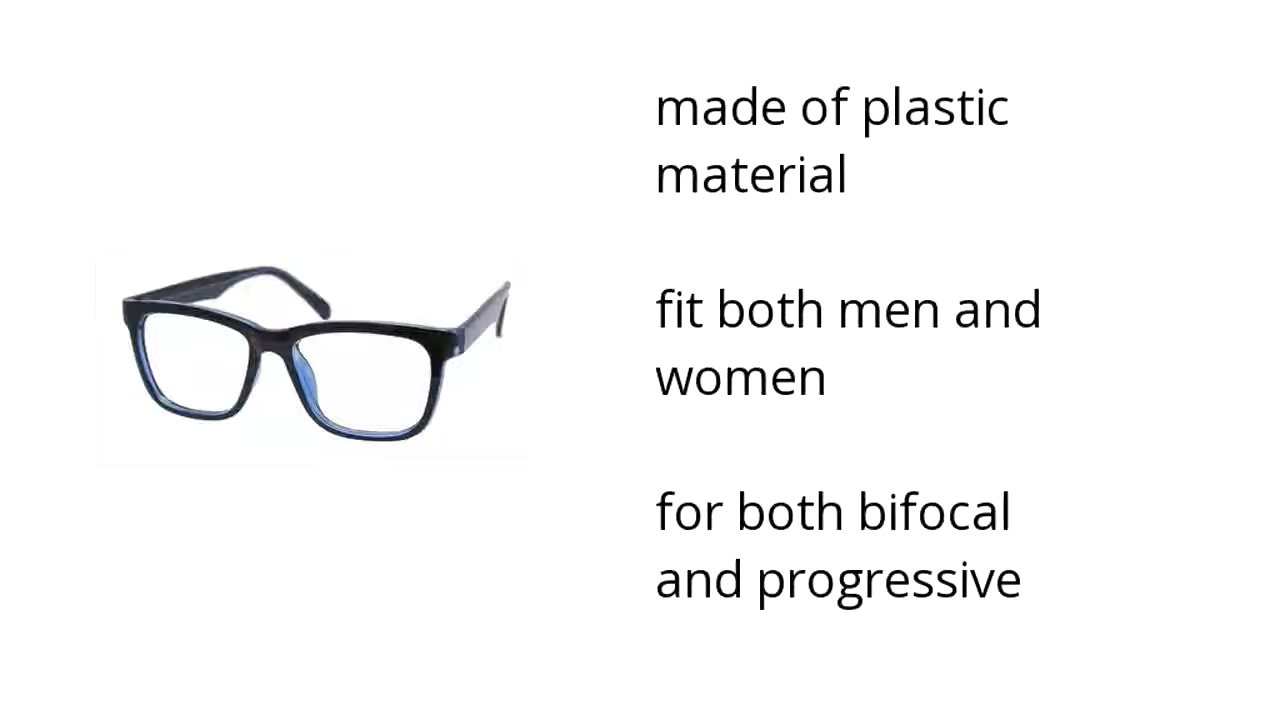 made of plastic
material
fit both men and
women
for both bifocal
and progressive